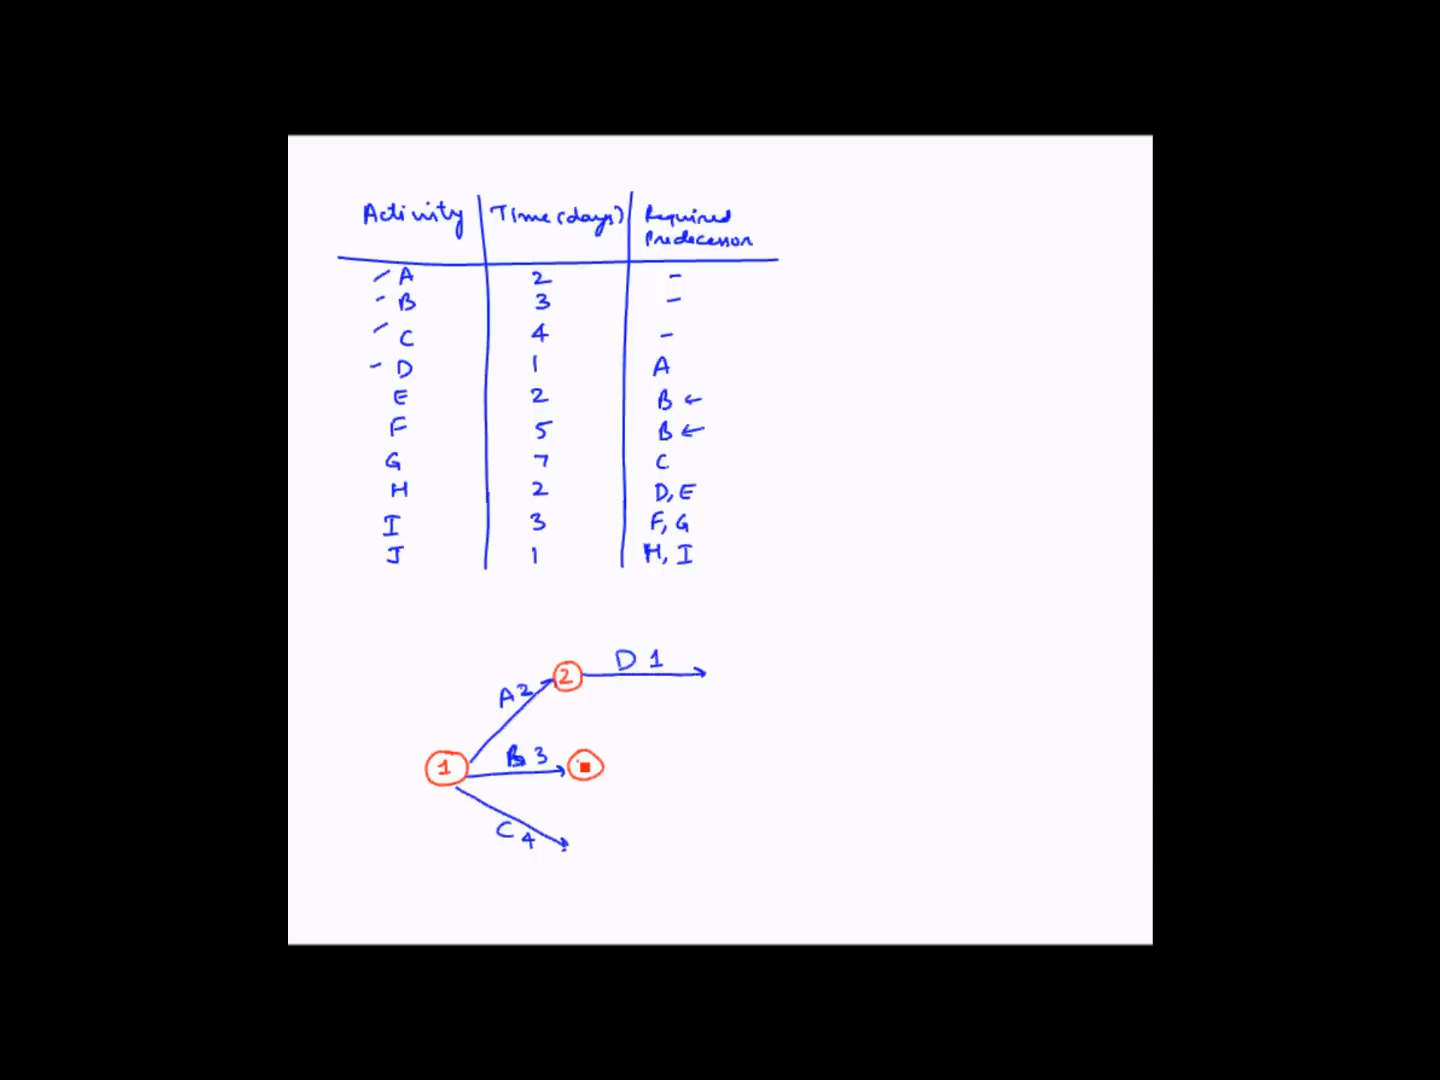 Activity Time (days) Required Predecessor
A 2 -
B 3 -
C 4 -
D 1 A
E 2 B ←
F 5 B ←
G 7 C
H 2 D, E
I 3 F, G
J 1 H, I
D 1
2
A 2
B 3
1
C 4